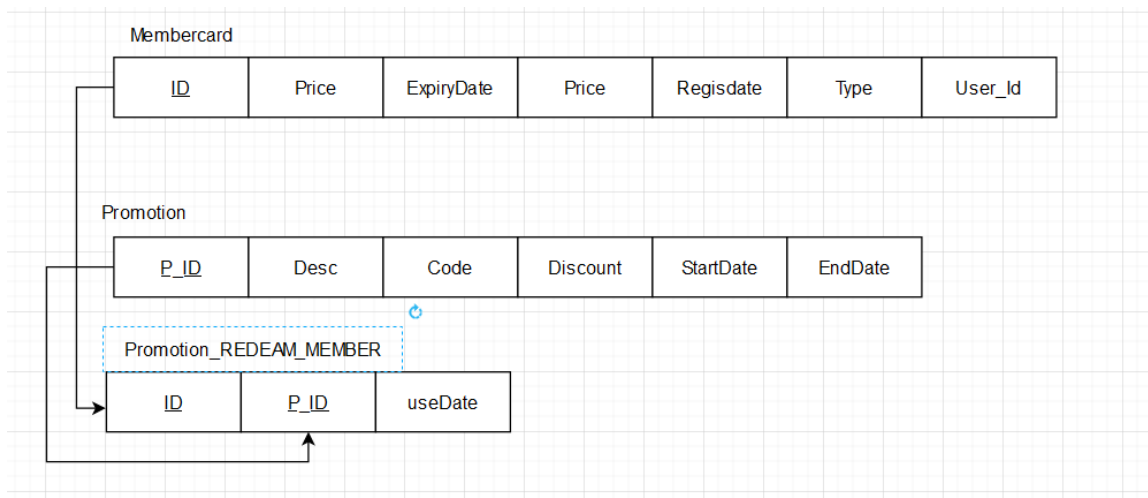 Membercard
ID Price ExpiryDate Price Regisdate Type User_Id
Promotion
P_ID Desc Code Discount StartDate EndDate
Promotion_REDEAM_MEMBER
ID P_ID useDate